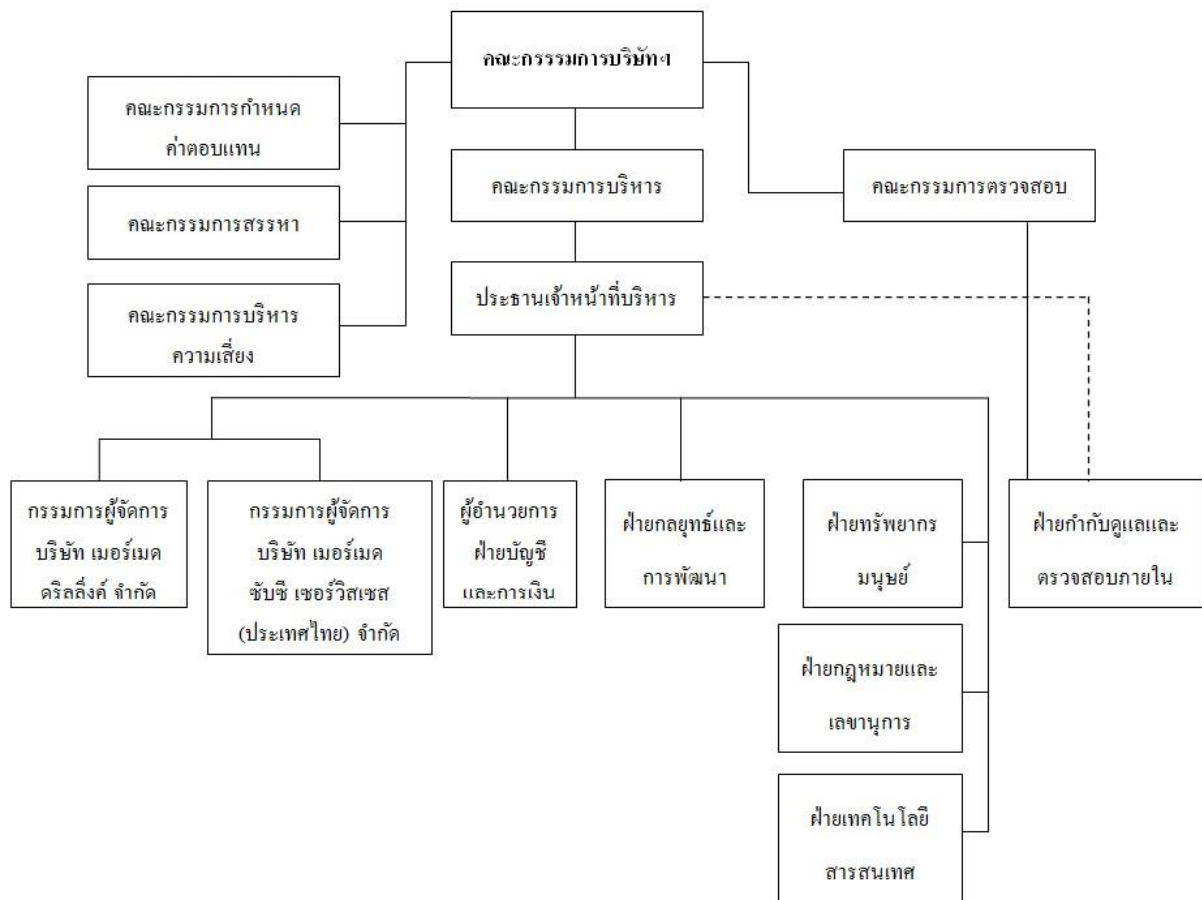 คณะกรรรมการบริษัทฯ
คณะกรรมการกำหนด
ค่าตอบแทน
คณะกรรมการบริหาร
คณะกรรมการตรวจสอบ
คณะกรรมการสรรหา
ประธานเจ้าหน้าที่บริหาร
คณะกรรมการบริหาร
ความเสี่ยง
กรรมการผู้จัดการ
บริษัท เมอร์เมด
ดริลลิ่งค์ จำกัด
กรรมการผู้จัดการ
บริษัท เมอร์เมด
ซับซี เซอร์วิสเซส
(ประเทศไทย) จำกัด
ผู้อำนวยการ
ฝ่ายบัญชี
และการเงิน
ฝ่ายกลยุทธ์และ
การพัฒนา
ฝ่ายทรัพยากร
มนุษย์
ฝ่ายกำกับดูแลและ
ตรวจสอบภายใน
ฝ่ายกฎหมายและ
เลขานุการ
ฝ่ายเทคโนโลยี
สารสนเทศ